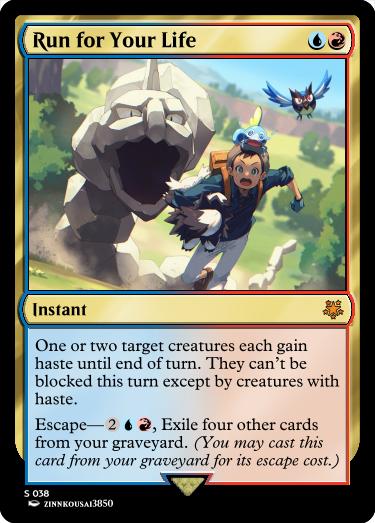 Run for Your Life
Instant
One or two target creatures each gain
haste until end of turn. They can't be
blocked this turn except by creatures with
haste.
Escape—2, Exile four other cards
from your graveyard. (You may cast this
card from your graveyard for its escape cost.)
S 038
ZINNKOUSAI3850